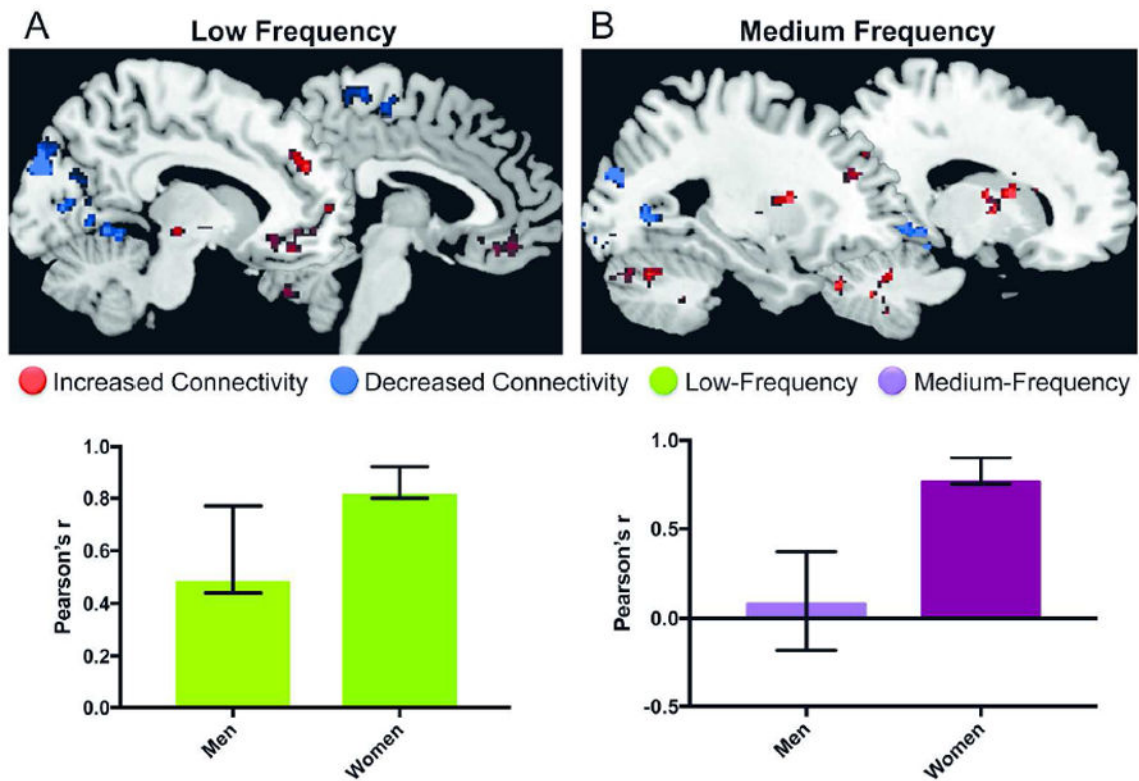 A
Low Frequency
B
Medium Frequency
Increased Connectivity
Decreased Connectivity
Low-Frequency
Medium-Frequency
1.0
0.8
0.6
0.4
0.2
0.0
Pearson's r
Men
Women
1.0
0.5
0.0
-0.5
Pearson's r
Men
Women